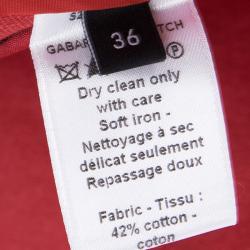 36
GABAR
Dry clean only
with care
Soft iron -
Nettoyage à sec
délicat seulement
Repassage doux
Fabric - Tissu :
42% cotton -
coton